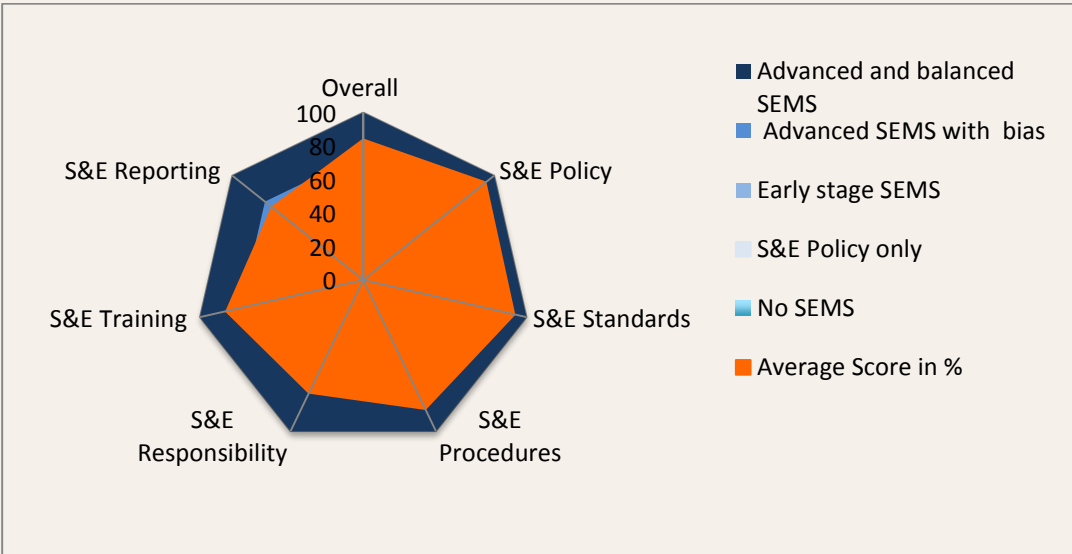 Overall
100
80
60
40
20
0
S&E Policy
S&E Standards
S&E
Procedures
S&E
Responsibility
S&E Training
S&E Reporting
Advanced and balanced
SEMS
Advanced SEMS with bias
Early stage SEMS
S&E Policy only
No SEMS
Average Score in %